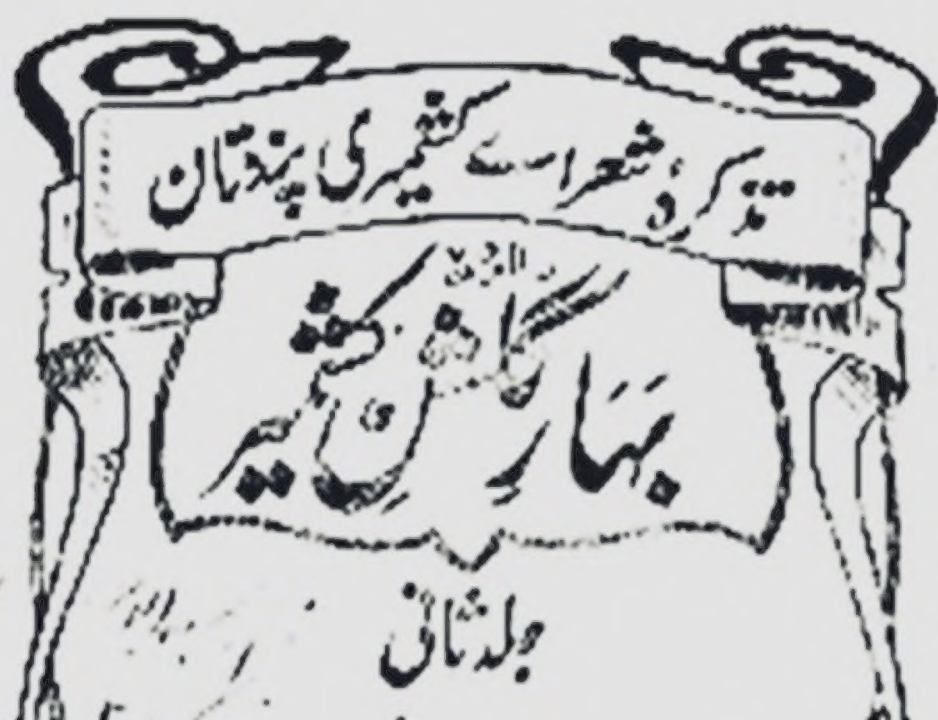 تذکرۂ شعرائے کشمیری پنڈتان
بہارِ گلشنِ کشمیر
جلد ثانی